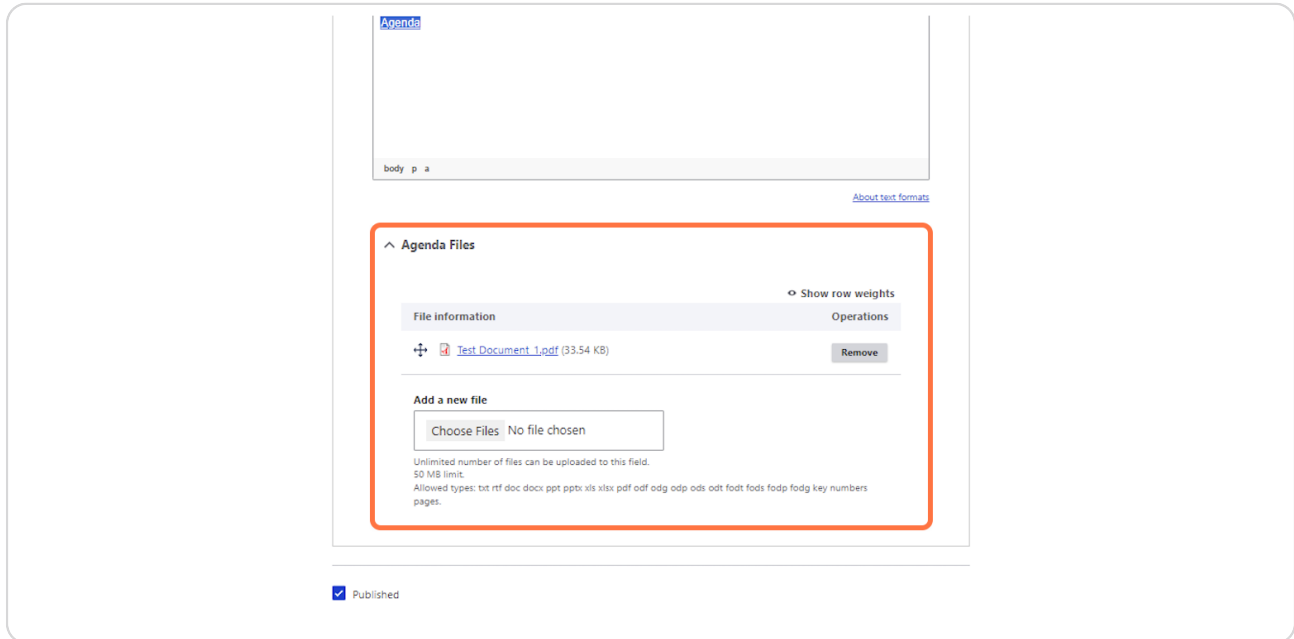 Agenda
body p a
About text formats
Agenda Files
Show row weights
File information Operations
Test Document_1.pdf (33.54 KB) Remove
Add a new file
Choose Files No file chosen
Unlimited number of files can be uploaded to this field.
50 MB limit.
Allowed types: txt rtf doc docx ppt pptx xls xlsx pdf odf odg odp ods odt fodt fods fodp fodg key numbers
pages.
Published